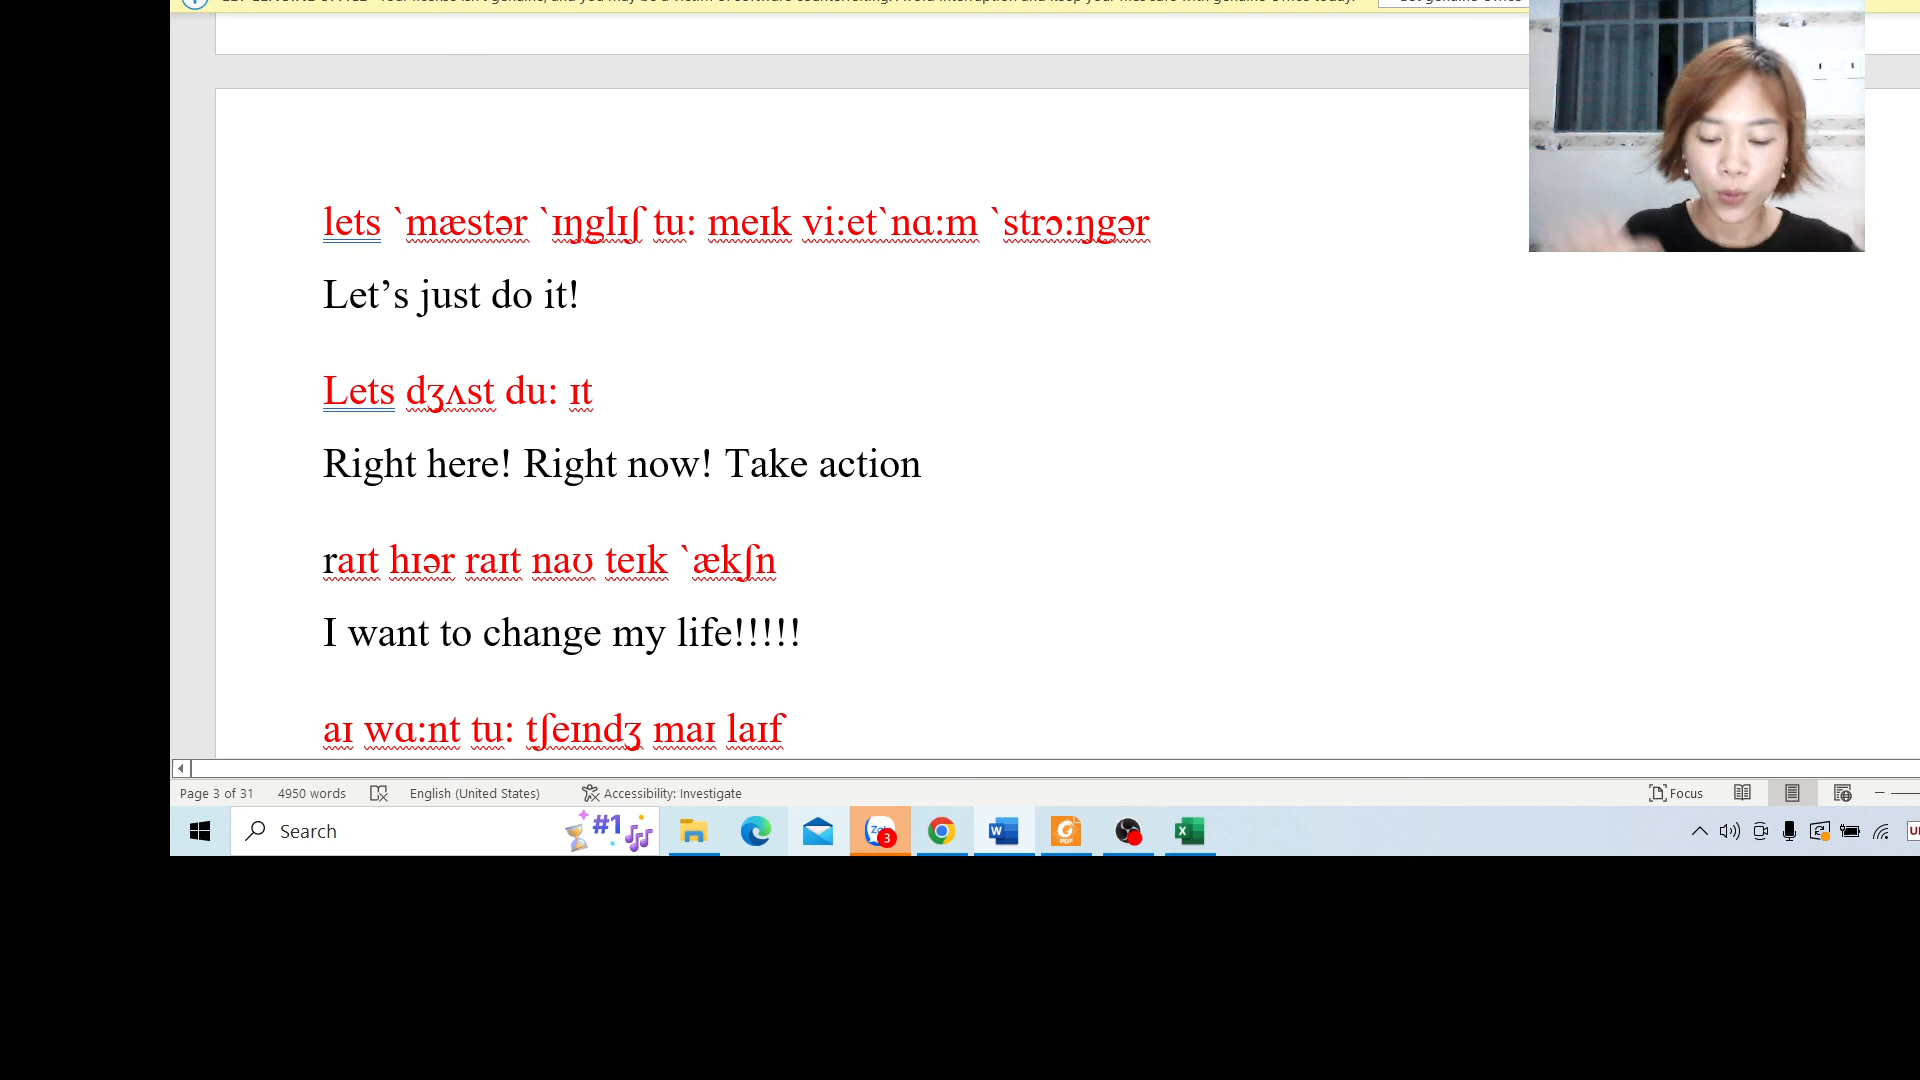 lets `mæstər `ɪŋglɪʃ tu: meɪk vi:et`nɑ:m `strɔ:ŋgər
Let’s just do it!
Lets dʒʌst du: ɪt
Right here! Right now! Take action
raɪt hɪər raɪt naʊ teɪk `ækʃn
I want to change my life!!!!!
aɪ wɑ:nt tu: tʃeɪndʒ maɪ laɪf
Page 3 of 31 4950 words English (United States) Accessibility: Investigate Focus
Search #1 3